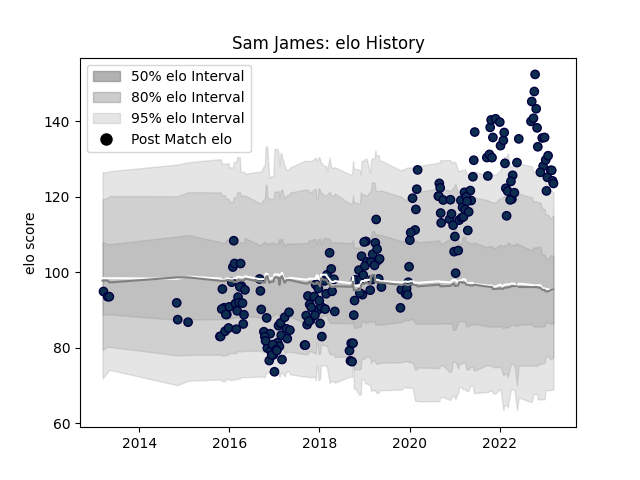 Sam James: elo History
50% elo Interval
80% elo Interval
95% elo Interval
Post Match elo
elo score
140
120
100
80
60
2014
2016
2018
2020
2022